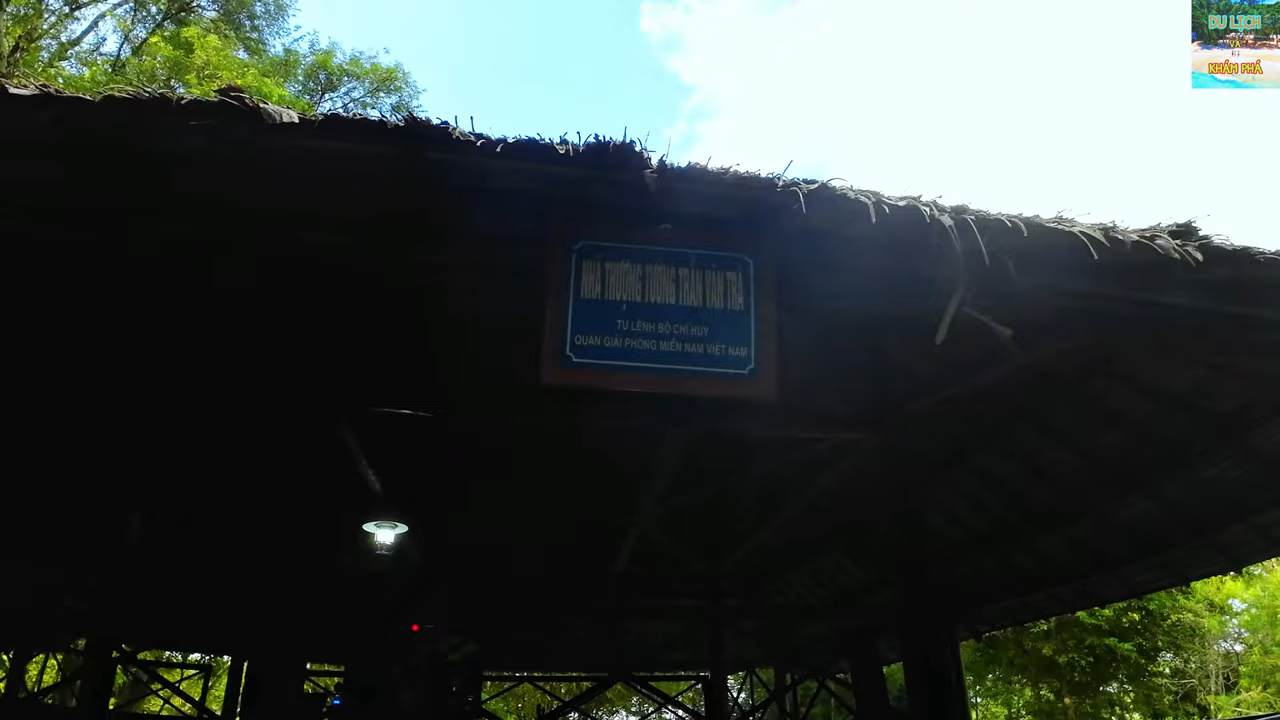 DU LỊCH
VÀ
KHÁM PHÁ
NHÀ THƯỢNG TƯỚNG TRẦN VĂN TRÀ
TƯ LỆNH BỘ CHỈ HUY
QUÂN GIẢI PHÓNG MIỀN NAM VIỆT NAM